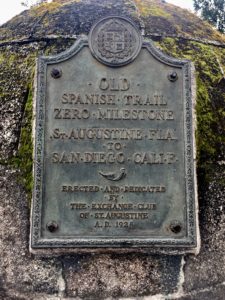 OLD
SPANISH TRAIL
ZERO MILESTONE
ST. AUGUSTINE FLA.
TO
SAN DIEGO CALIF.
ERECTED AND DEDICATED
BY
THE EXCHANGE CLUB
OF ST. AUGUSTINE
A.D. 1928